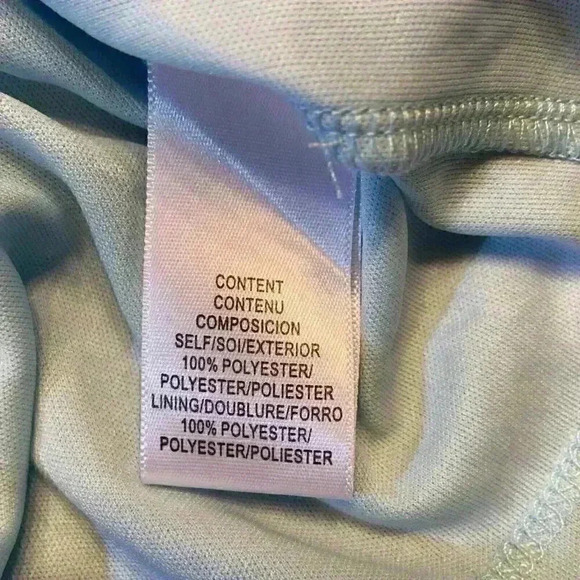 CONTENT
CONTENU
COMPOSICION
SELF/SOI/EXTERIOR
100% POLYESTER/
POLYESTER/POLIESTER
LINING/DOUBLURE/FORRO
100% POLYESTER/
POLYESTER/POLIESTER